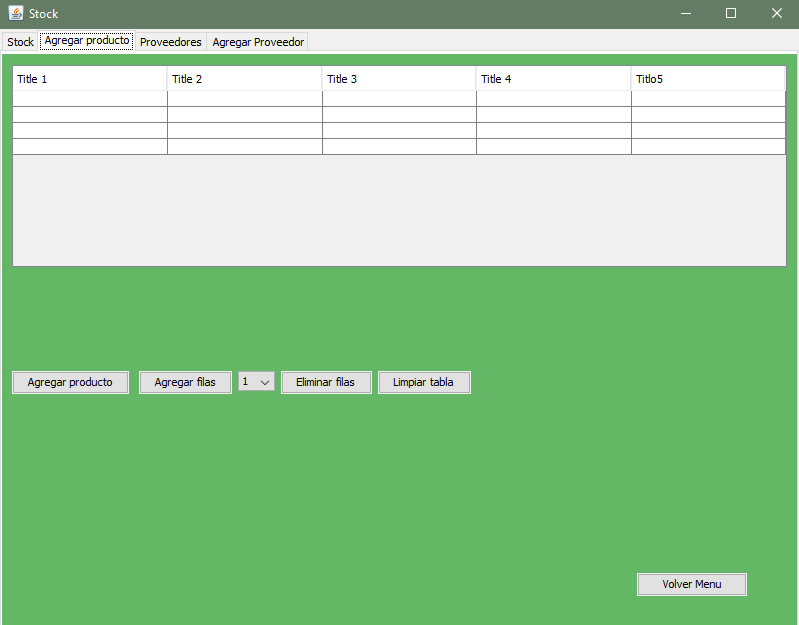 Stock
Stock Agregar producto Proveedores Agregar Proveedor
Title 1 Title 2 Title 3 Title 4 Titlo5
Agregar producto Agregar filas 1 Eliminar filas Limpiar tabla
Volver Menu